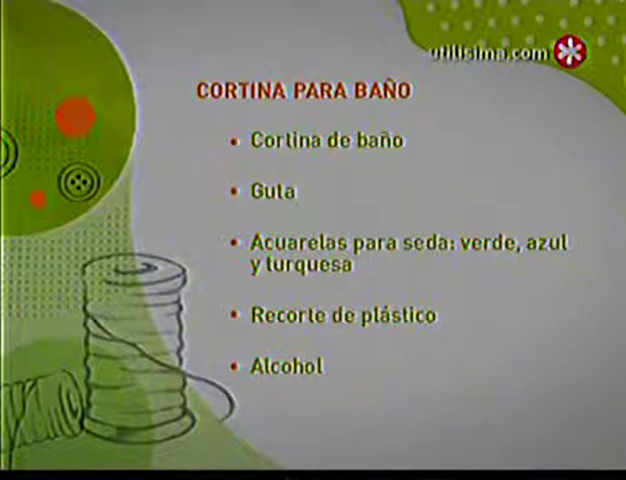 utilisima.com
CORTINA PARA BAÑO
• Cortina de baño
• Guta
• Acuarelas para seda: verde, azul
y turquesa
• Recorte de plástico
• Alcohol